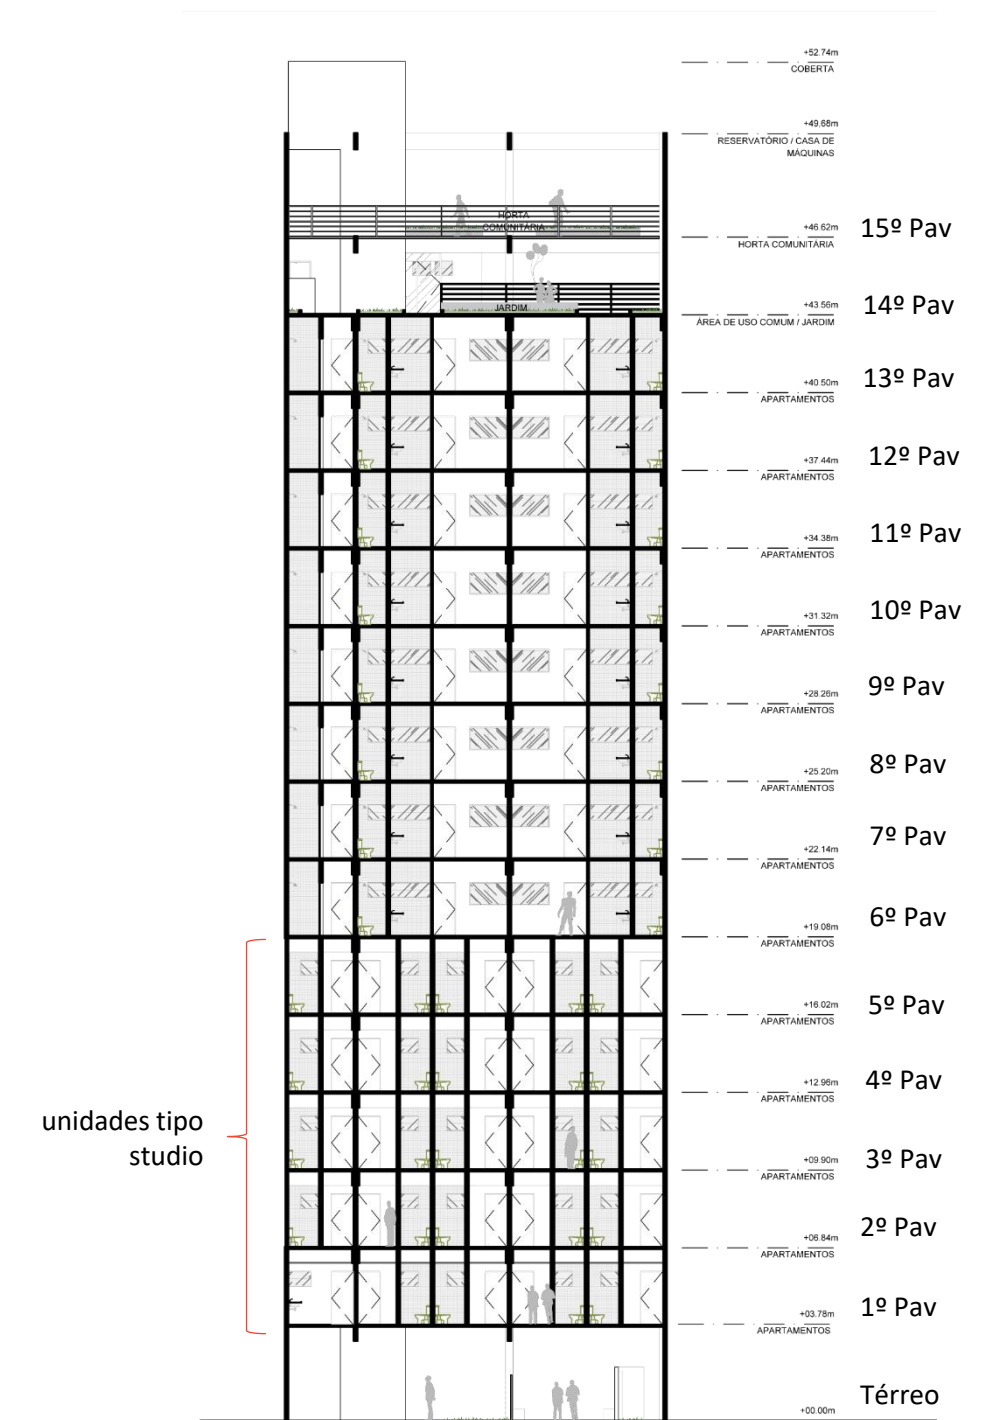 +52.74m
COBERTA
+49.68m
RESERVATÓRIO / CASA DE
MÁQUINAS
HORTA
COMUNITÁRIA
+46.62m
HORTA COMUNITÁRIA
15º Pav
JARDIM
+43.56m
ÁREA DE USO COMUM / JARDIM
14º Pav
+40.50m
APARTAMENTOS
13º Pav
+37.44m
APARTAMENTOS
12º Pav
+34.38m
APARTAMENTOS
11º Pav
+31.32m
APARTAMENTOS
10º Pav
+28.26m
APARTAMENTOS
9º Pav
+25.20m
APARTAMENTOS
8º Pav
+22.14m
APARTAMENTOS
7º Pav
+19.08m
APARTAMENTOS
6º Pav
+16.02m
APARTAMENTOS
5º Pav
+12.96m
APARTAMENTOS
4º Pav
unidades tipo
studio
+09.90m
APARTAMENTOS
3º Pav
+06.84m
APARTAMENTOS
2º Pav
+03.78m
APARTAMENTOS
1º Pav
+00.00m
Térreo